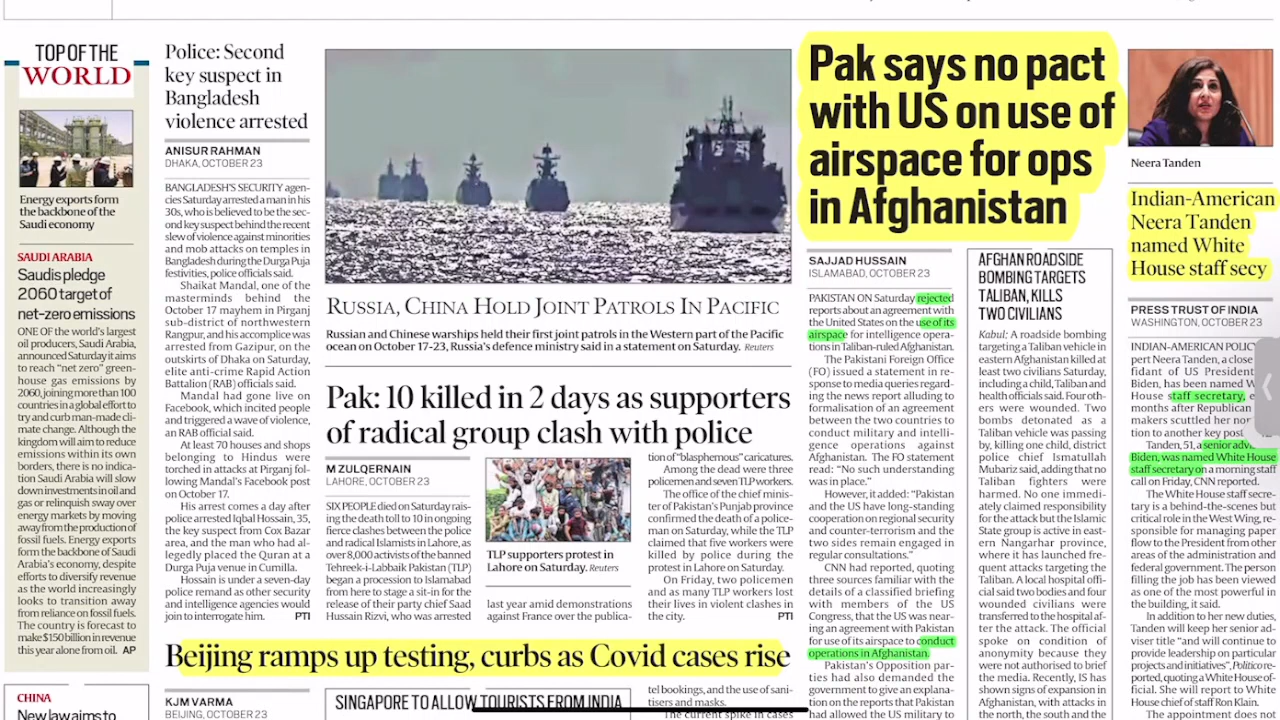 TOP OF THE
WORLD
Energy exports form
the backbone of the
Saudi economy
SAUDI ARABIA
Saudis pledge
2060 target of
net-zero emissions
ONE OF the world's largest
oil producers, Saudi Arabia,
announced Saturday it aims
to reach "net zero" green-
house gas emissions by
2060, joining more than 100
countries in a global effort to
try and curb man-made cli-
mate change. Although the
kingdom will aim to reduce
emissions within its own
borders, there is no indica-
tion Saudi Arabia will slow
down investments in oil and
gas or relinquish sway over
energy markets by moving
away from the production of
fossil fuels. Energy exports
form the backbone of Saudi
Arabia's economy, despite
efforts to diversify revenue
as the world increasingly
looks to transition away
from reliance on fossil fuels.
The country is forecast to
make $150 billion in revenue
this year alone from oil. AP
CHINA
New law aims to
Police: Second
key suspect in
Bangladesh
violence arrested
ANISUR RAHMAN
DHAKA, OCTOBER 23
BANGLADESH'S SECURITY agen-
cies Saturday arrested a man in his
30s, who is believed to be the sec-
ond key suspect behind the recent
slew of violence against minorities
and mob attacks on temples in
Bangladesh during the Durga Puja
festivities, police officials said.
Shaikat Mandal, one of the
masterminds behind the
October 17 mayhem in Pirganj
sub-district of northwestern
Rangpur, and his accomplice was
arrested from Gazipur, on the
outskirts of Dhaka on Saturday,
elite anti-crime Rapid Action
Battalion (RAB) officials said.
Mandal had gone live on
Facebook, which incited people
and triggered a wave of violence,
an RAB official said.
At least 70 houses and shops
belonging to Hindus were
torched in attacks at Pirganj fol-
lowing Mandal's Facebook post
on October 17.
His arrest comes a day after
police arrested Iqbal Hossain, 35,
the key suspect from Cox Bazar
area, and the man who had al-
legedly placed the Quran at a
Durga Puja venue in Cumilla.
Hossain is under a seven-day
police remand as other security
and intelligence agencies would
join to interrogate him. PTI
RUSSIA, CHINA HOLD JOINT PATROLS IN PACIFIC
Russian and Chinese warships held their first joint patrols in the Western part of the Pacific
ocean on October 17-23, Russia's defence ministry said in a statement on Saturday. Reuters
Pak: 10 killed in 2 days as supporters
of radical group clash with police
M ZULQERNAIN
LAHORE, OCTOBER 23
SIX PEOPLE died on Saturday rais-
ing the death toll to 10 in ongoing
fierce clashes between the police
and radical Islamists in Lahore, as
over 8,000 activists of the banned
Tehreek-i-Labbaik Pakistan (TLP)
began a procession to Islamabad
from here to stage a sit-in for the
release of their party chief Saad
Hussain Rizvi, who was arrested
TLP supporters protest in
Lahore on Saturday. Reuters
last year amid demonstrations
against France over the publica-
tion of "blasphemous" caricatures.
Among the dead were three
policemen and seven TLP workers.
The office of the chief minis-
ter of Pakistan's Punjab province
confirmed the death of a police-
man on Saturday, while the TLP
claimed that five workers were
killed by police during the
protest in Lahore on Saturday.
On Friday, two policemen
and as many TLP workers lost
their lives in violent clashes in
the city. PTI
Beijing ramps up testing, curbs as Covid cases rise
KJM VARMA
BEIJING, OCTOBER 23
SINGAPORE TO ALLOW TOURISTS FROM INDIA
tel bookings, and the use of sani-
tisers and masks.
The current spike in cases
Pak says no pact
with US on use of
airspace for ops
in Afghanistan
SAJJAD HUSSAIN
ISLAMABAD, OCTOBER 23
PAKISTAN ON Saturday rejected
reports about an agreement with
the United States on the use of its
airspace for intelligence opera-
tions in Taliban-ruled Afghanistan.
The Pakistani Foreign Office
(FO) issued a statement in re-
sponse to media queries regard-
ing the news report alluding to
formalisation of an agreement
between the two countries to
conduct military and intelli-
gence operations against
Afghanistan. The FO statement
read: "No such understanding
was in place."
However, it added: "Pakistan
and the US have long-standing
cooperation on regional security
and counter-terrorism and the
two sides remain engaged in
regular consultations."
CNN had reported, quoting
three sources familiar with the
details of a classified briefing
with members of the US
Congress, that the US was near-
ing an agreement with Pakistan
for use of its airspace to conduct
operations in Afghanistan.
Pakistan's Opposition par-
ties had also demanded the
government to give an explana-
tion on the reports that Pakistan
had allowed the US military to
AFGHAN ROADSIDE
BOMBING TARGETS
TALIBAN, KILLS
TWO CIVILIANS
Kabul: A roadside bombing
targeting a Taliban vehicle in
eastern Afghanistan killed at
least two civilians Saturday,
including a child, Taliban and
health officials said. Four oth-
ers were wounded. Two
bombs detonated as a
Taliban vehicle was passing
by, killing one child, district
police chief Ismatullah
Mubariz said, adding that no
Taliban fighters were
harmed. No one immedi-
ately claimed responsibility
for the attack but the Islamic
State group is active in east-
ern Nangarhar province,
where it has launched fre-
quent attacks targeting the
Taliban. A local hospital offi-
cial said two bodies and four
wounded civilians were
transferred to the hospital af-
ter the attack. The official
spoke on condition of
anonymity because they
were not authorised to brief
the media. Recently, IS has
shown signs of expansion in
Afghanistan, with attacks in
the north, the south and the
Neera Tanden
Indian-American
Neera Tanden
named White
House staff secy
PRESS TRUST OF INDIA
WASHINGTON, OCTOBER 23
INDIAN-AMERICAN POLICY
pert Neera Tanden, a close
fidant of US President
Biden, has been named W
House staff secretary, e
months after Republican
makers scuttled her no
tion to another key post
Tanden, 51, a senior adv
Biden, was named White House
staff secretary on a morning staff
call on Friday, CNN reported.
The White House staff secre-
tary is a behind-the-scenes but
critical role in the West Wing, re-
sponsible for managing paper
flow to the President from other
areas of the administration and
federal government. The person
filling the job has been viewed
as one of the most powerful in
the building, it said.
In addition to her new duties,
Tanden will keep her senior ad-
viser title "and will continue to
provide leadership on particular
projects and initiatives", Politico re-
ported, quoting a White House of-
ficial. She will report to White
House chief of staff Ron Klain.
The appointment does not